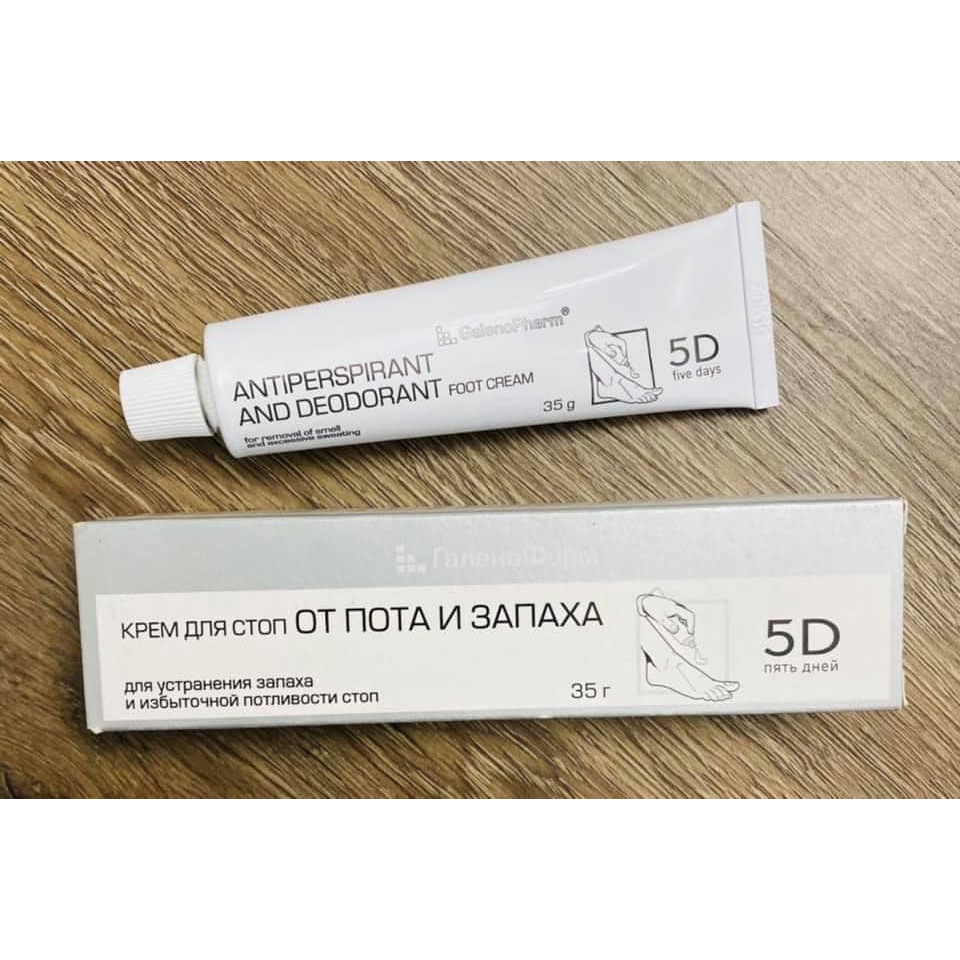 GalenoPharm®
ANTIPERSPIRANT
AND DEODORANT FOOT CREAM
for removal of smell
and excessive sweating
35 g
5D
five days
ГаленоФарм
КРЕМ ДЛЯ СТОП ОТ ПОТА И ЗАПАХА
для устранения запаха
и избыточной потливости стоп
35 г
5D
пять дней